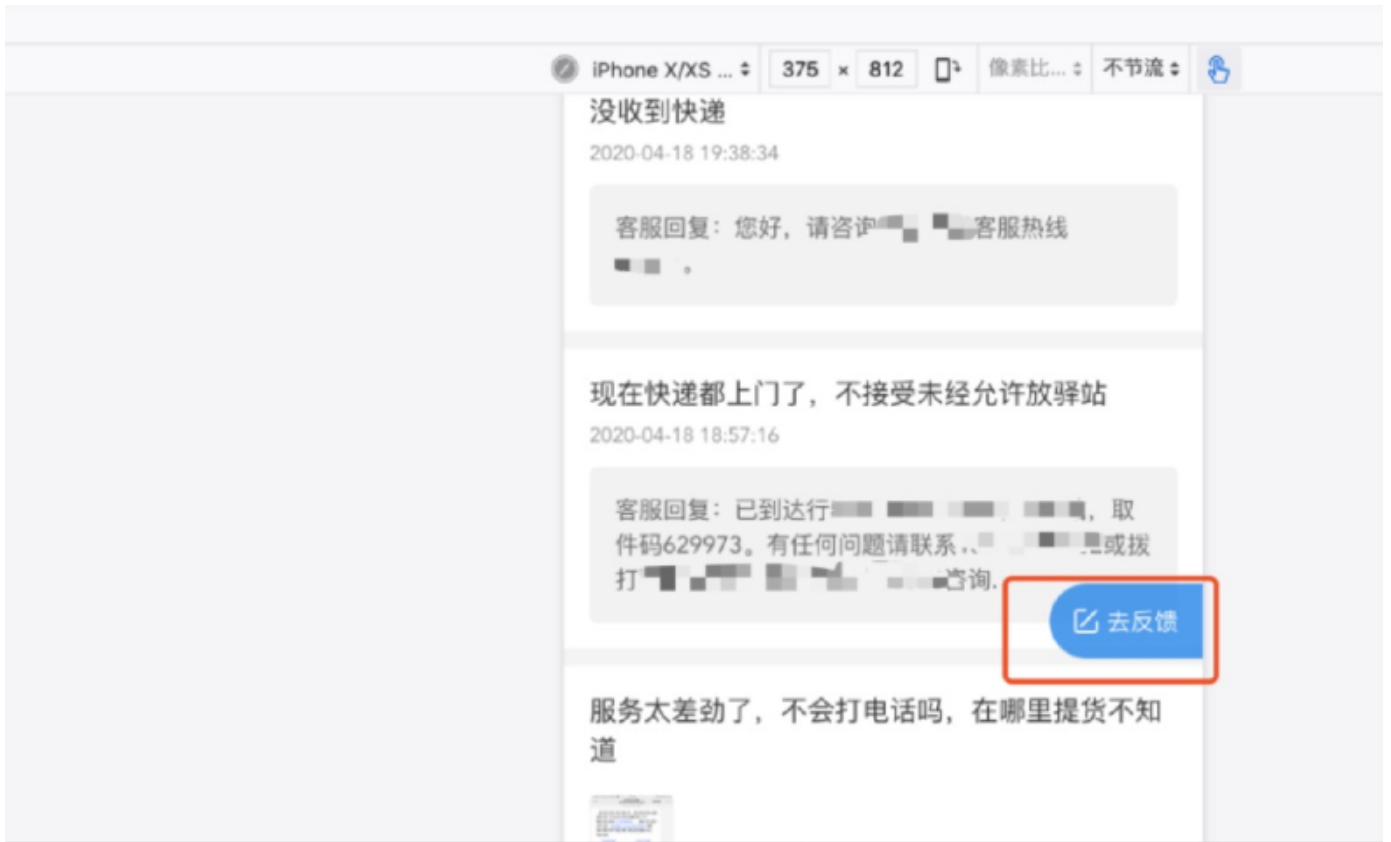 iPhone X/XS ... 375 × 812 像素比... 不节流
没收到快递
2020-04-18 19:38:34
客服回复：您好，请咨询 客服热线
。
现在快递都上门了，不接受未经允许放驿站
2020-04-18 18:57:16
客服回复：已到达行 ，取
件码629973。有任何问题请联系 或拨
打 咨询.
去反馈
服务太差劲了，不会打电话吗，在哪里提货不知
道